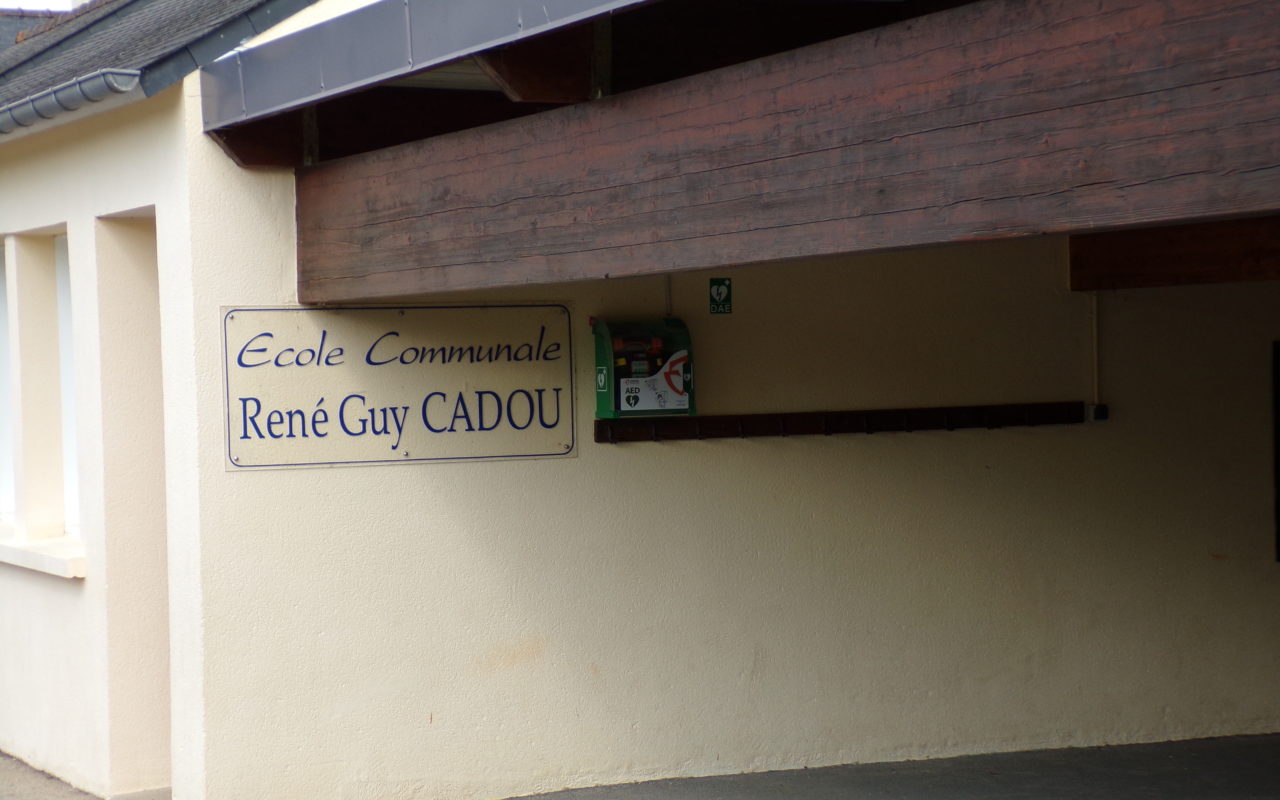 Ecole Communale
René Guy CADOU
DAE
AED